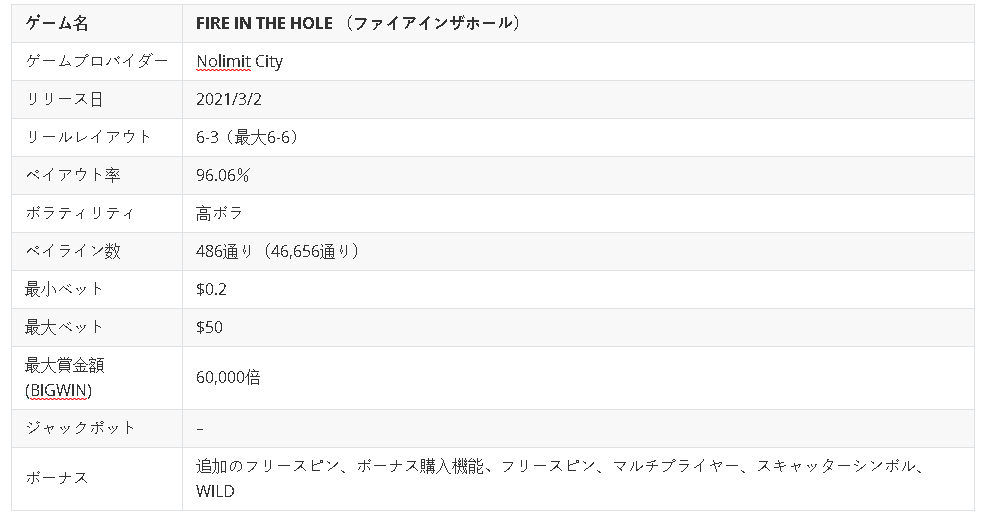 ゲーム名 FIRE IN THE HOLE （ファイアインザホール）
ゲームプロバイダー Nolimit City
リリース日 2021/3/2
リールレイアウト 6-3（最大6-6）
ペイアウト率 96.06%
ボラティリティ 高ボラ
ペイライン数 486通り（46,656通り）
最小ベット $0.2
最大ベット $50
最大賞金額
(BIGWIN) 60,000倍
ジャックポット –
ボーナス 追加のフリースピン、ボーナス購入機能、フリースピン、マルチプライヤー、スキャッターシンボル、
WILD